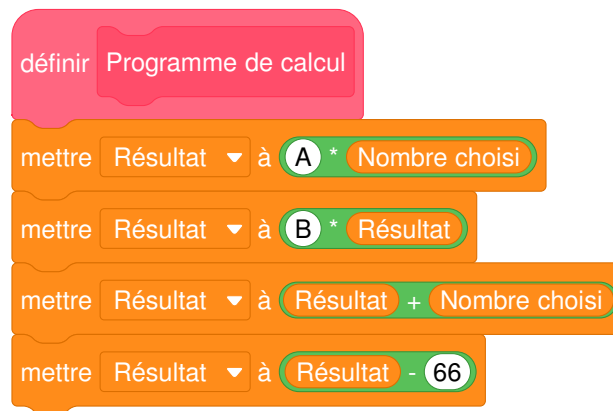 définir Programme de calcul
mettre Résultat à A * Nombre choisi
mettre Résultat à B * Résultat
mettre Résultat à Résultat + Nombre choisi
mettre Résultat à Résultat - 66